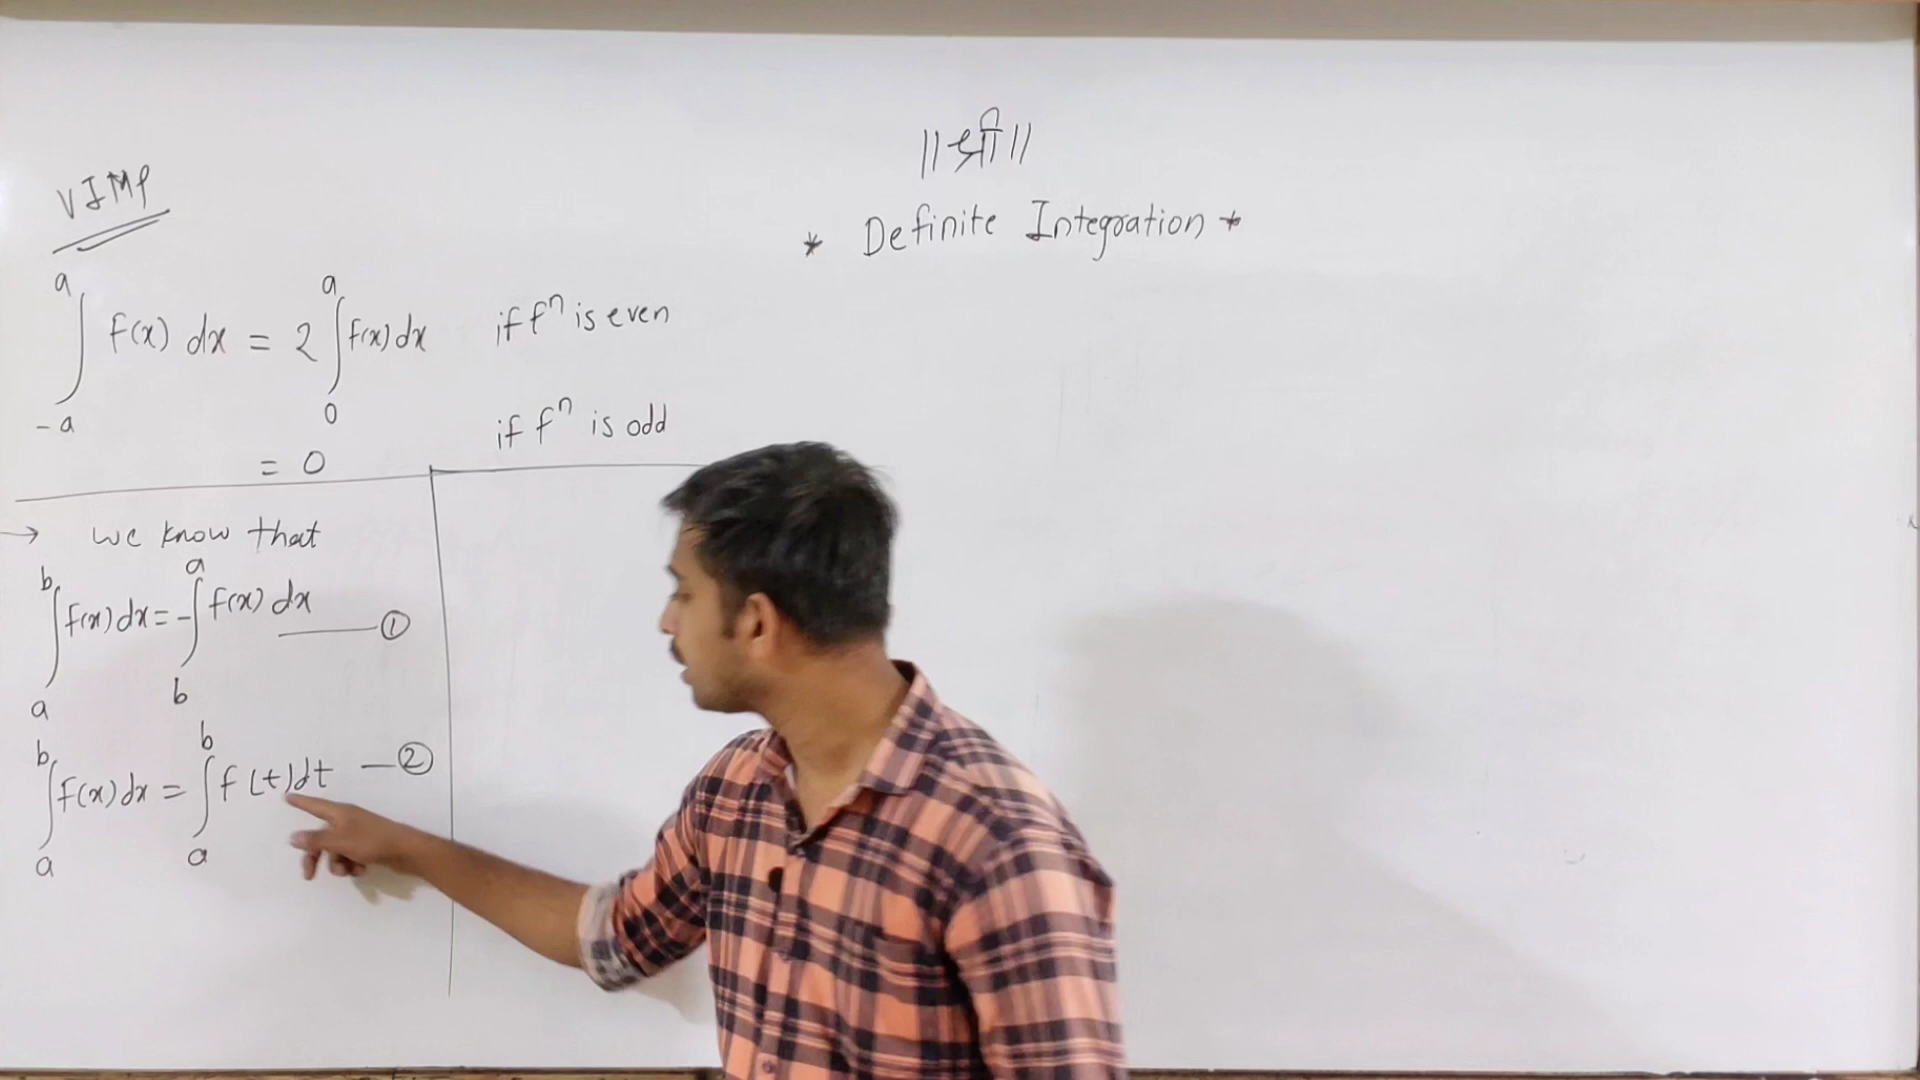 ॥ श्री ॥
* Definite Integration *
VIMP
∫_{-a}^{a} f(x) dx = 2 ∫_{0}^{a} f(x) dx if fⁿ is even
= 0 if fⁿ is odd
→ we know that
∫_{a}^{b} f(x) dx = - ∫_{b}^{a} f(x) dx —— ①
∫_{a}^{b} f(x) dx = ∫_{a}^{b} f(t) dt — ②